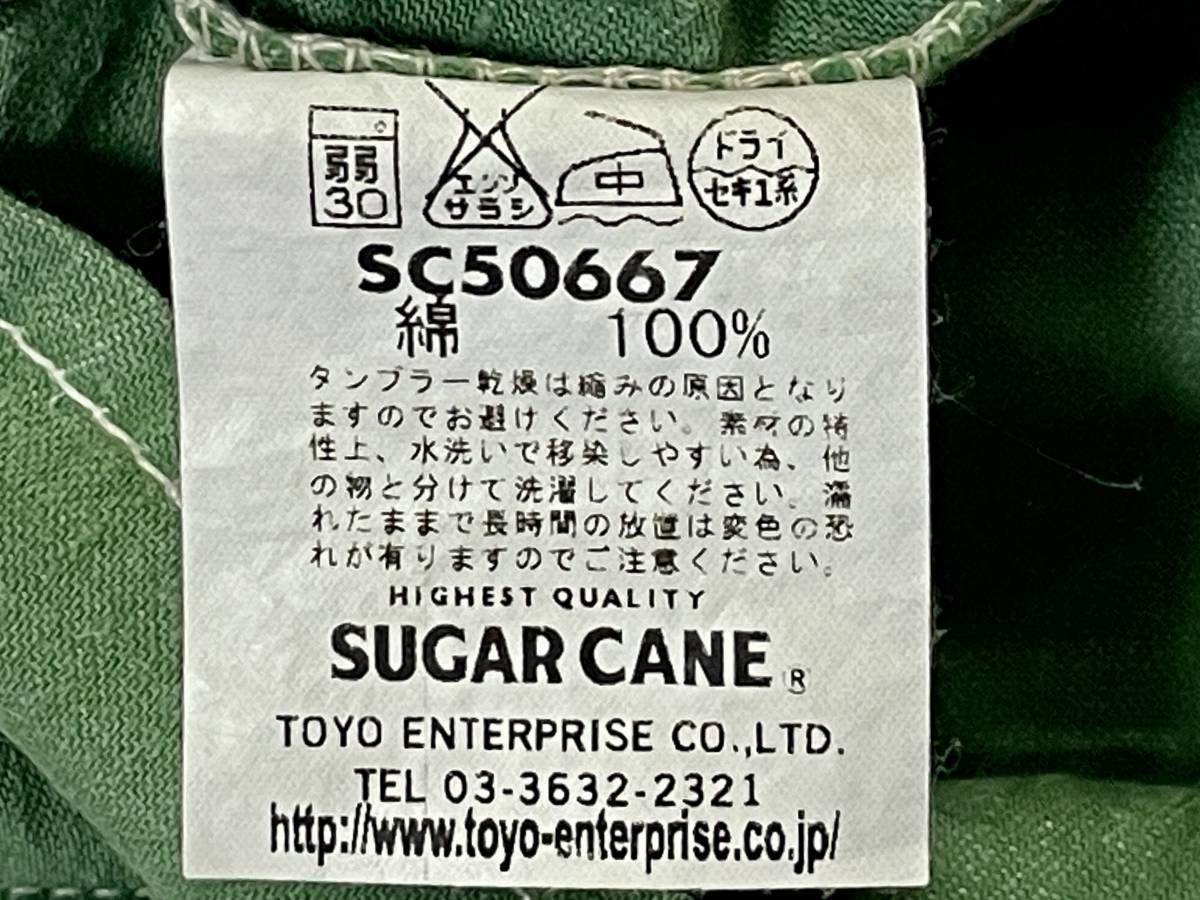 弱
30
エンソ
サラシ
中
ドライ
セキユ系
SC50667
綿 100%
タンブラー乾燥は縮みの原因となり
ますのでお避けください。素材の特
性上、水洗いで移染しやすい為、他
の物と分けて洗濯してください。濡
れたままで長時間の放置は変色の恐
れが有りますのでご注意ください。
HIGHEST QUALITY
SUGAR CANE ®
TOYO ENTERPRISE CO.,LTD.
TEL 03-3632-2321
http://www.toyo-enterprise.co.jp/